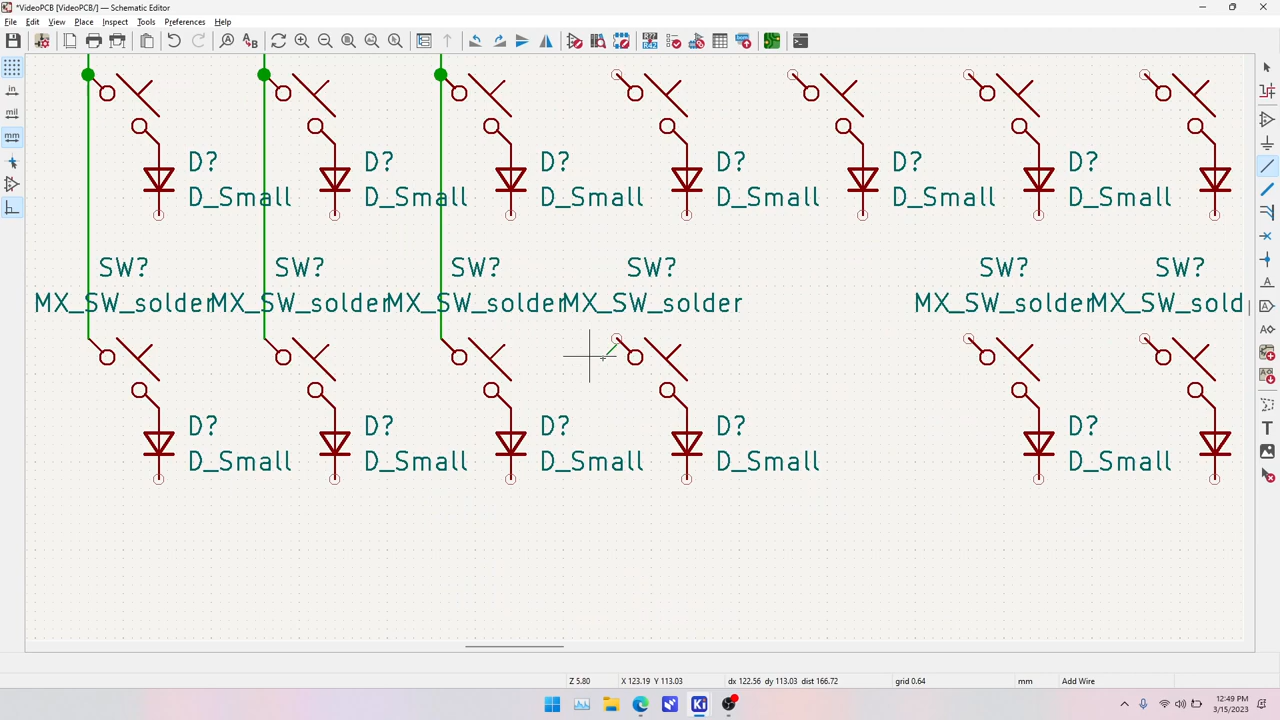 *VideoPCB [VideoPCB/] — Schematic Editor
File Edit View Place Inspect Tools Preferences Help
in
mil
mm
D? D? D? D? D? D?
D_Small D_Small D_Small D_Small D_Small D_Small
SW? SW? SW? SW? SW? SW?
MX_SW_solder MX_SW_solder MX_SW_solder MX_SW_solder MX_SW_solder MX_SW_sold
D? D? D? D? D?
D_Small D_Small D_Small D_Small D_Small
Z 5.80 X 123.19 Y 113.03 dx 122.56 dy 113.03 dist 166.72 grid 0.64 mm Add Wire
12:49 PM
3/15/2023